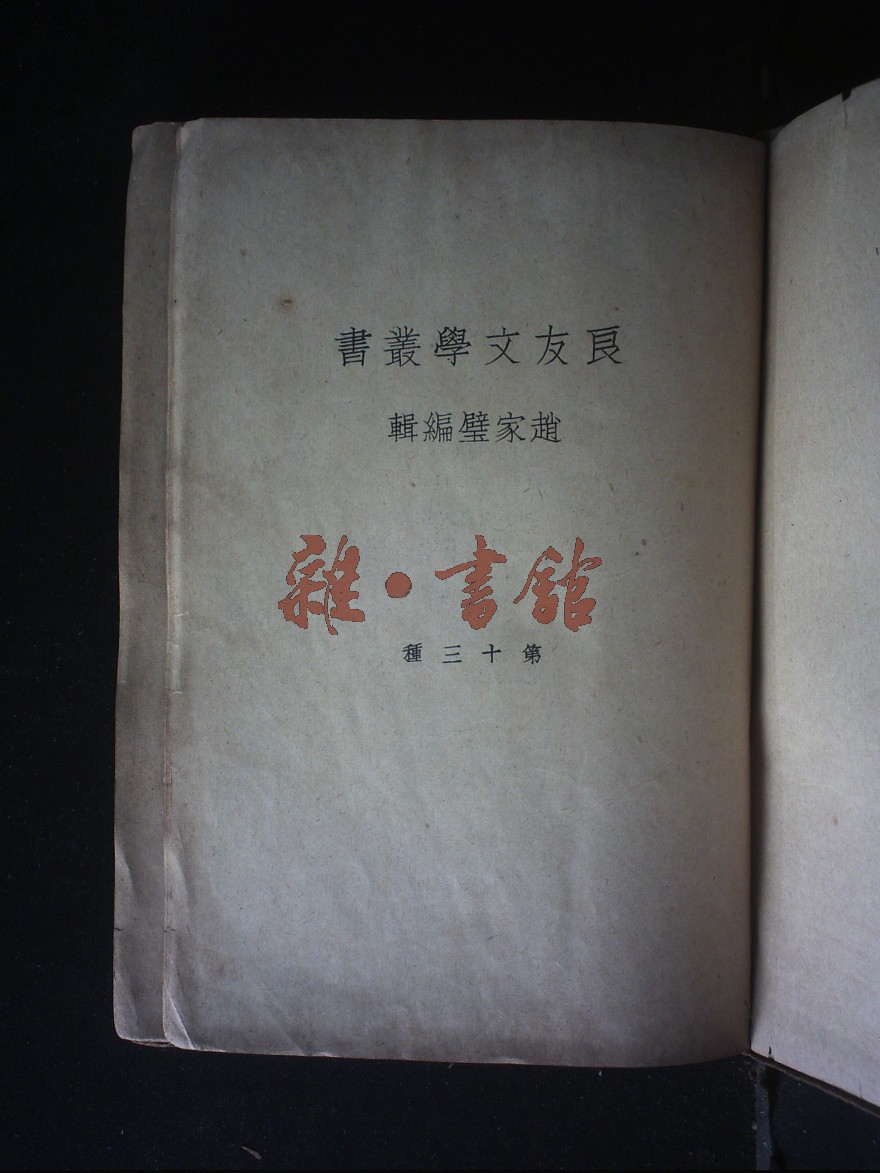 良友文學叢書
趙家璧編輯
雜·書館
第十三種